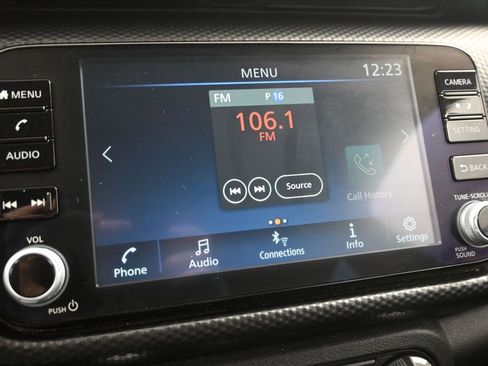 MENU
12:23
MENU
AUDIO
VOL
PUSH
FM P 16
106.1
FM
Source
Call History
Phone
Audio
Connections
Info
Settings
CAMERA
SETTING
BACK
TUNE-SCROLL
PUSH
SOUND